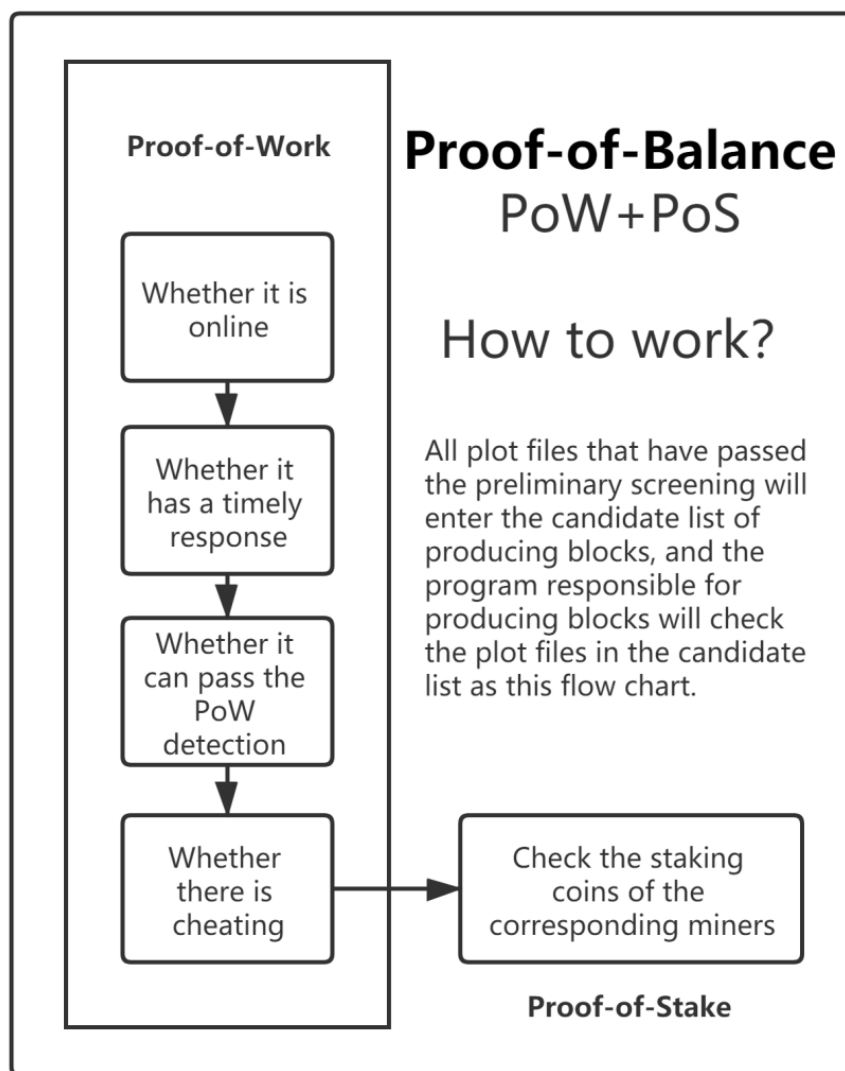 Proof-of-Work
Whether it is
online
Whether it
has a timely
response
Whether it
can pass the
PoW
detection
Whether
there is
cheating
Proof-of-Balance
PoW+PoS
How to work?
All plot files that have passed
the preliminary screening will
enter the candidate list of
producing blocks, and the
program responsible for
producing blocks will check
the plot files in the candidate
list as this flow chart.
Check the staking
coins of the
corresponding miners
Proof-of-Stake